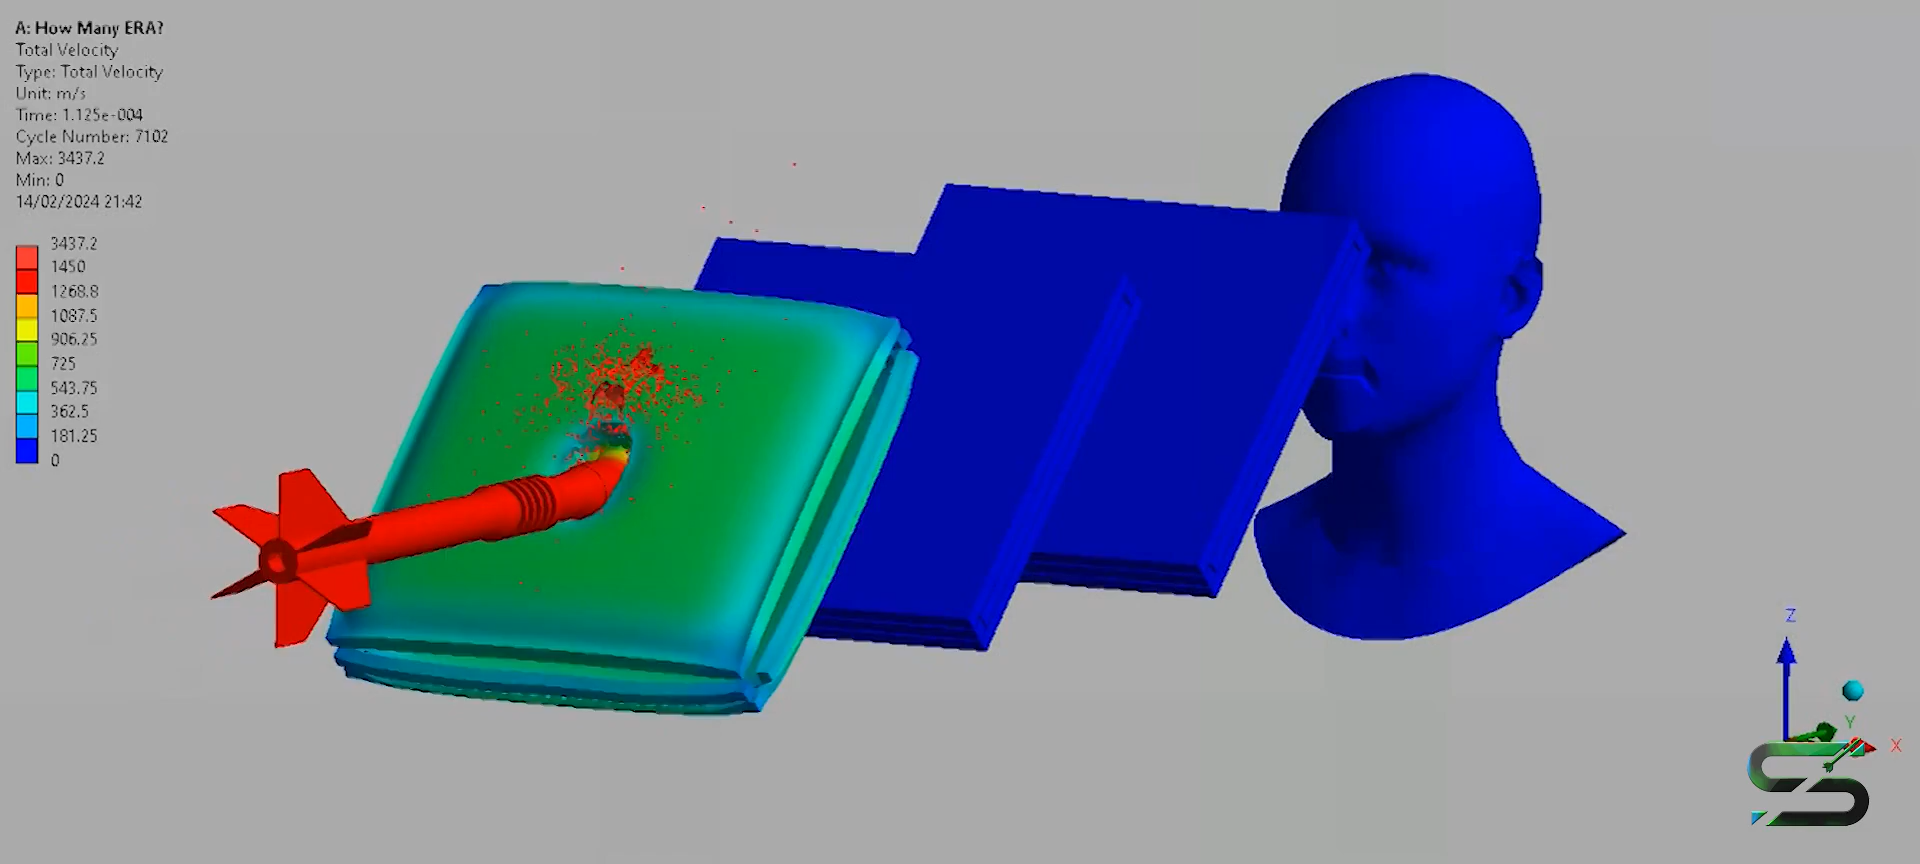 A: How Many ERA?
Total Velocity
Type: Total Velocity
Unit: m/s
Time: 1.125e-004
Cycle Number: 7102
Max: 3437.2
Min: 0
14/02/2024 21:42
3437.2
1450
1268.8
1087.5
906.25
725
543.75
362.5
181.25
0
Z
Y
X